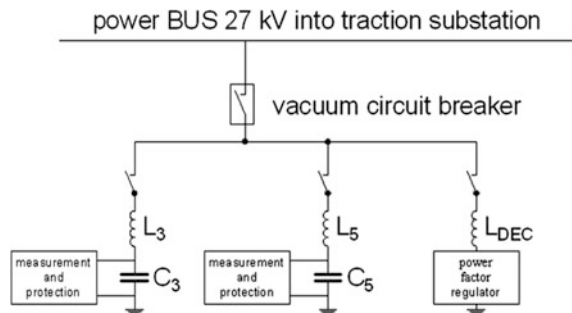 power BUS 27 kV into traction substation
vacuum circuit breaker
L3
L5
LDEC
measurement
and
protection
C3
measurement
and
protection
C5
power
factor
regulator